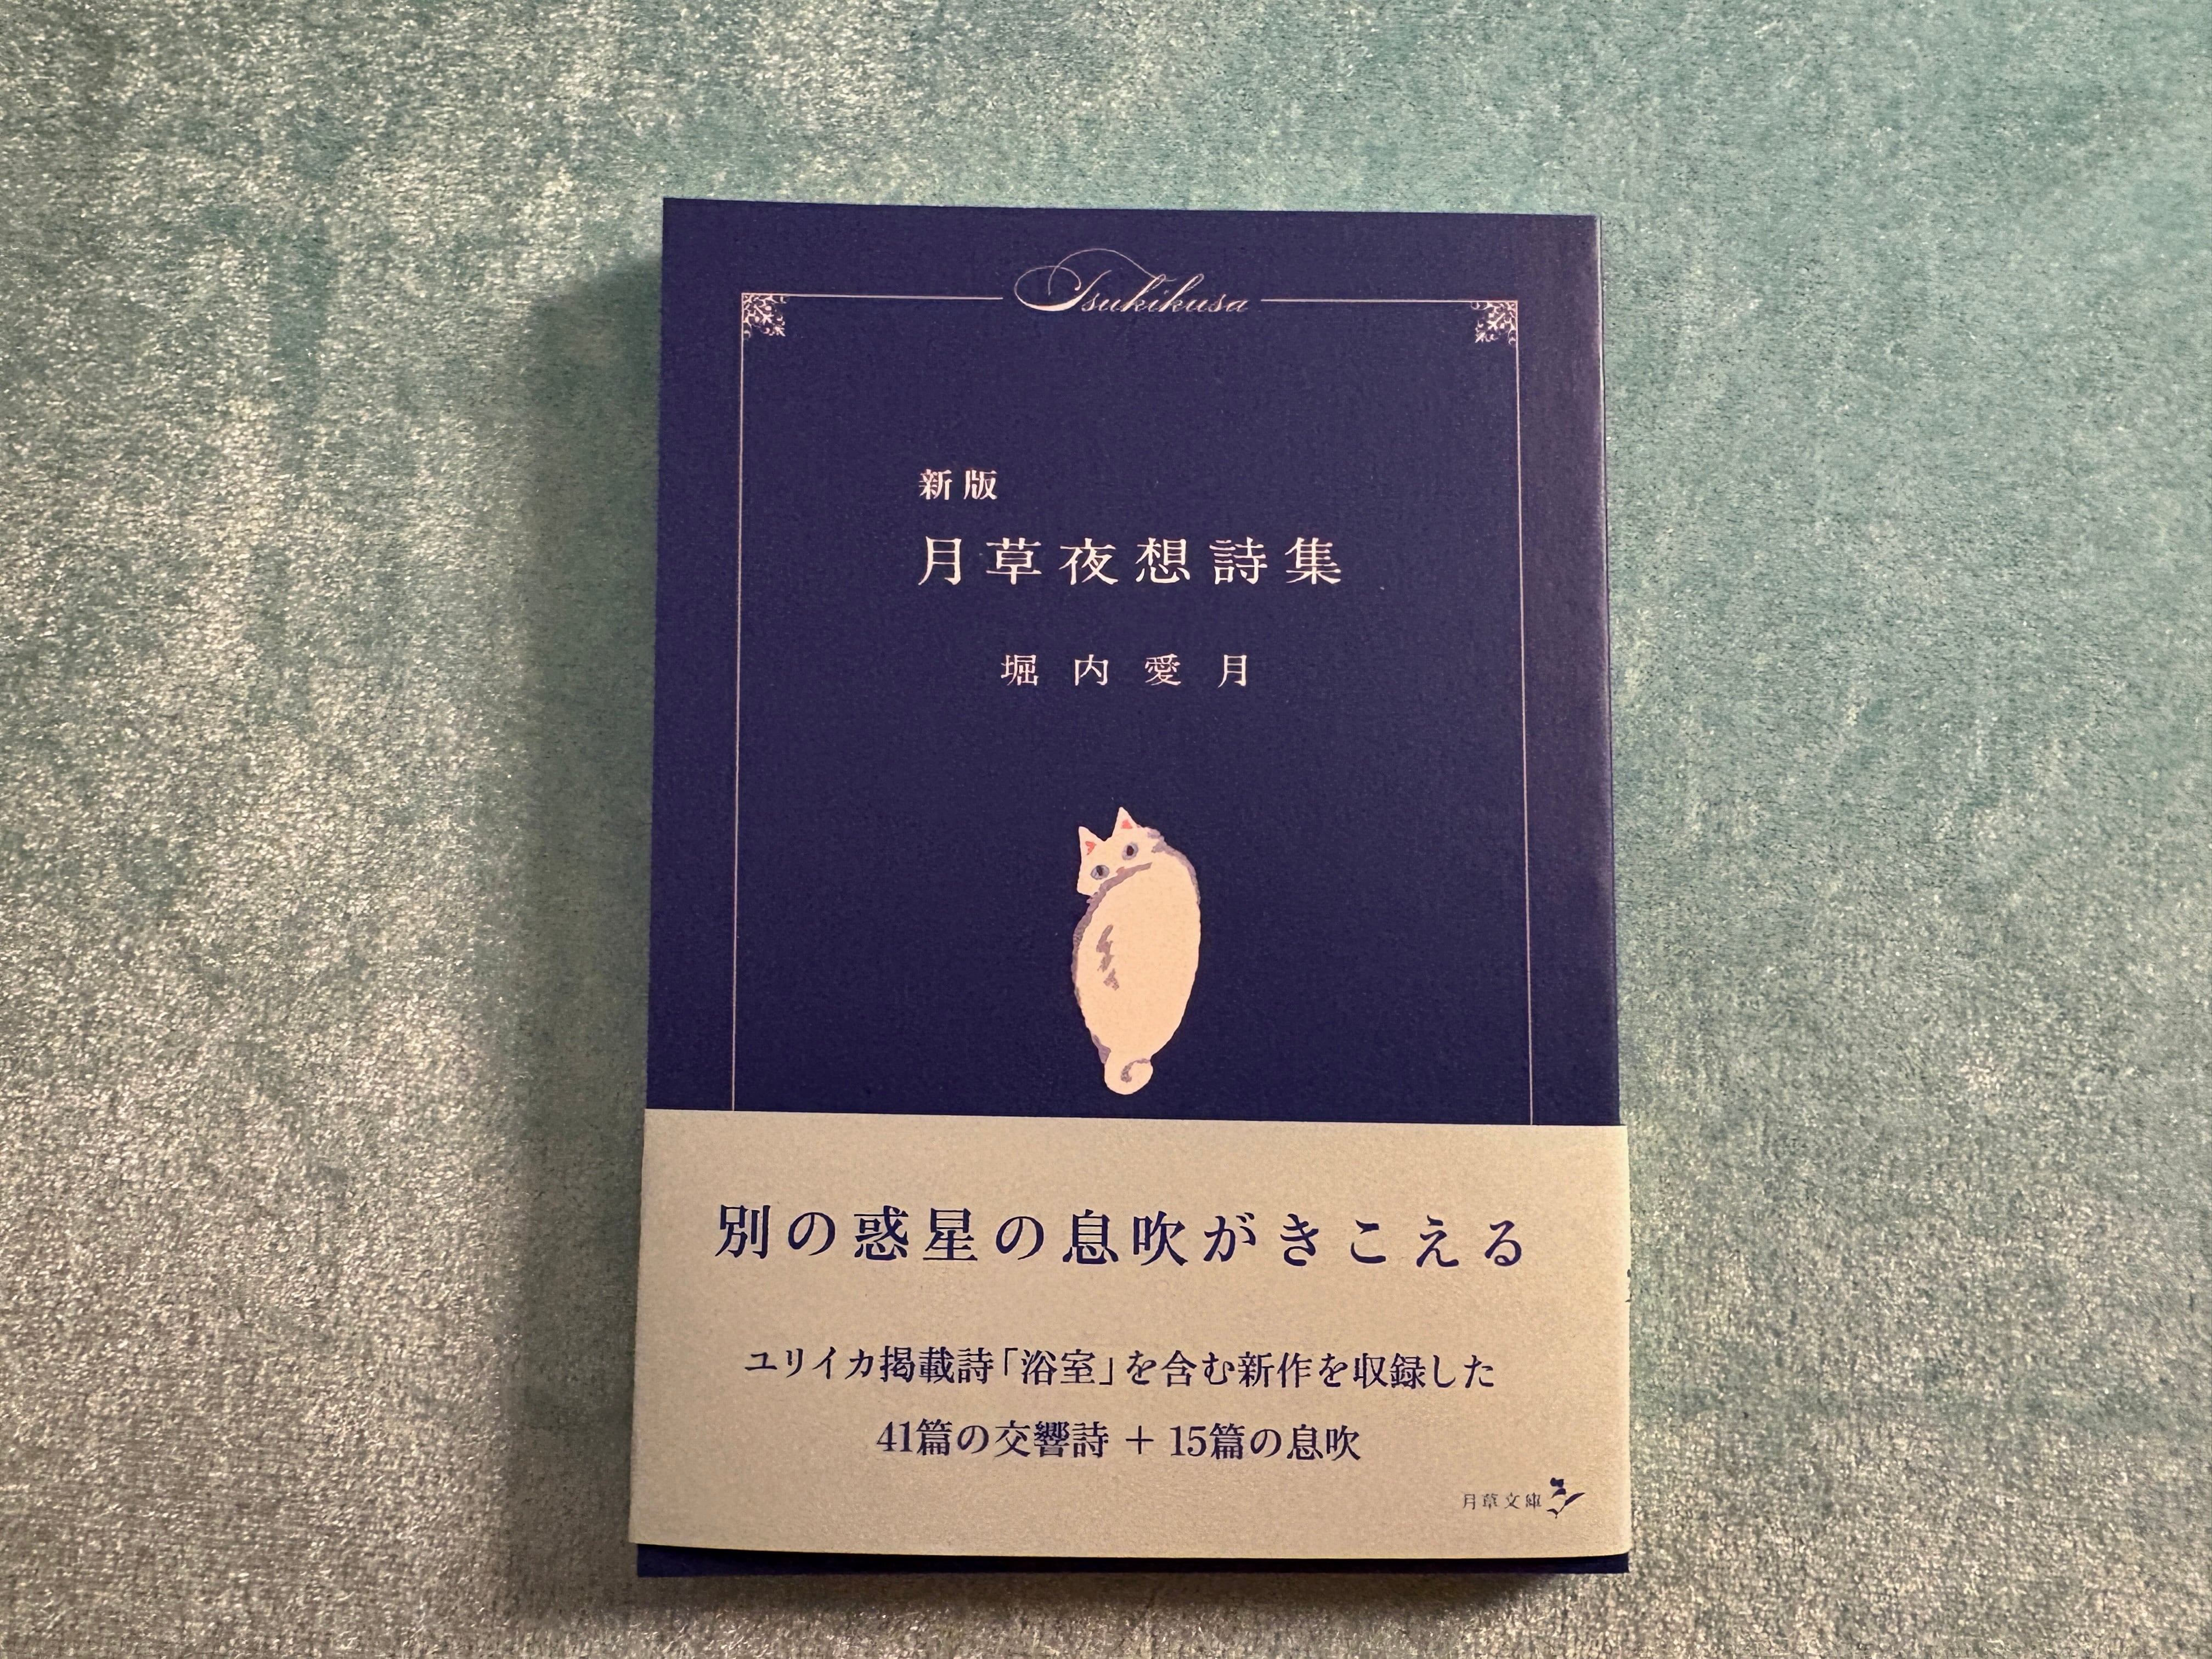 Tsukikusa
新版
月草夜想詩集
堀内愛月
別の惑星の息吹がきこえる
ユリイカ掲載詩「浴室」を含む新作を収録した
41篇の交響詩＋15篇の息吹
月草文庫